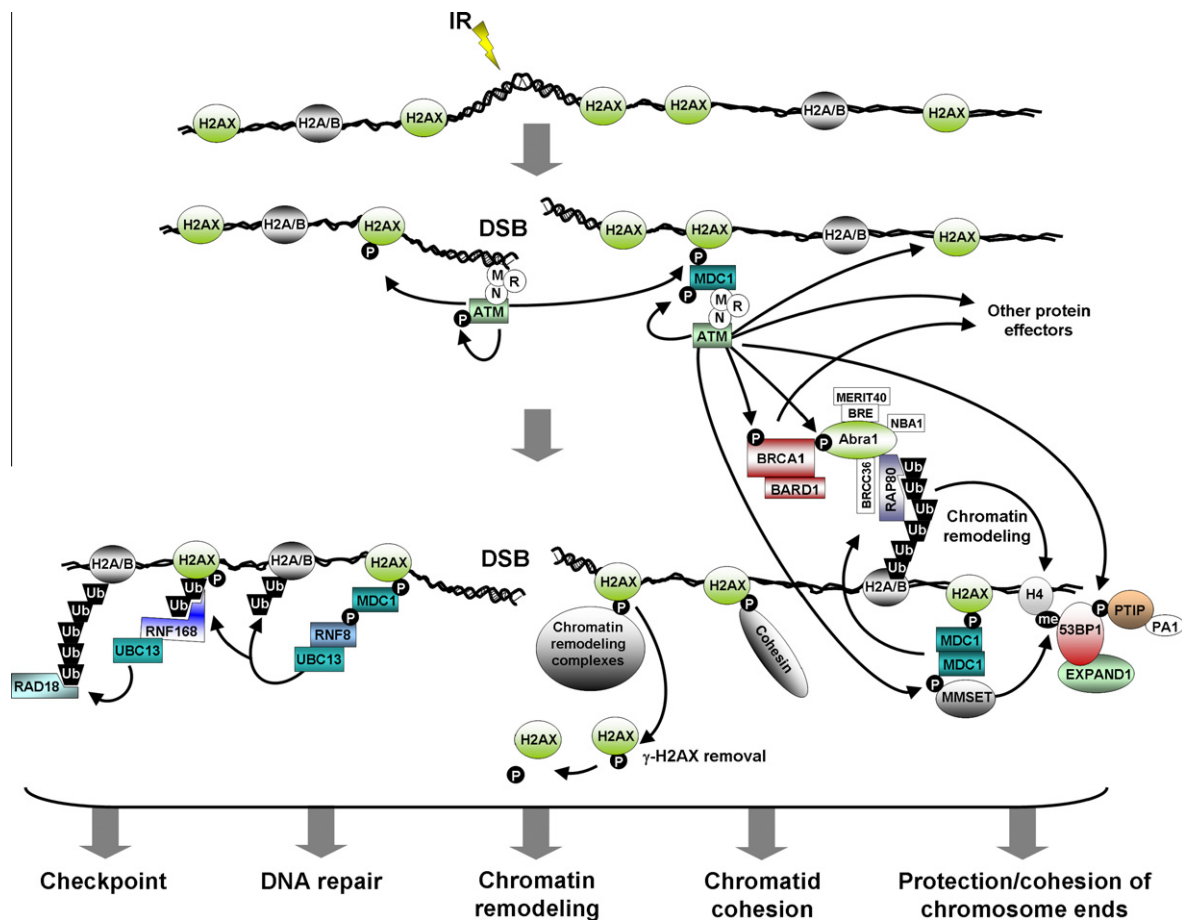 IR
H2AX
H2A/B
H2AX
H2AX
H2AX
H2A/B
H2AX
H2AX
H2A/B
H2AX
P
DSB
M
R
N
ATM
P
H2AX
H2AX
H2A/B
H2AX
P
MDC1
P
M
R
N
ATM
Other protein
effectors
MERIT40
BRE
NBA1
P
P
Abra1
BRCA1
BARD1
BRCC36
RAP80
Ub
Ub
Ub
Ub
Ub
Ub
Chromatin
remodeling
H2A/B
H2AX
P
H2A/B
H2AX
P
DSB
Ub
Ub
Ub
Ub
Ub
Ub
Ub
Ub
Ub
RNF168
UBC13
RAD18
MDC1
P
RNF8
UBC13
H2AX
P
Chromatin
remodeling
complexes
H2AX
P
Cohesin
H2A/B
H2AX
P
MDC1
MDC1
P
MMSET
H4
me
53BP1
P
PTIP
PA1
EXPAND1
H2AX
P
H2AX
P
γ-H2AX removal
Checkpoint
DNA repair
Chromatin
remodeling
Chromatid
cohesion
Protection/cohesion of
chromosome ends